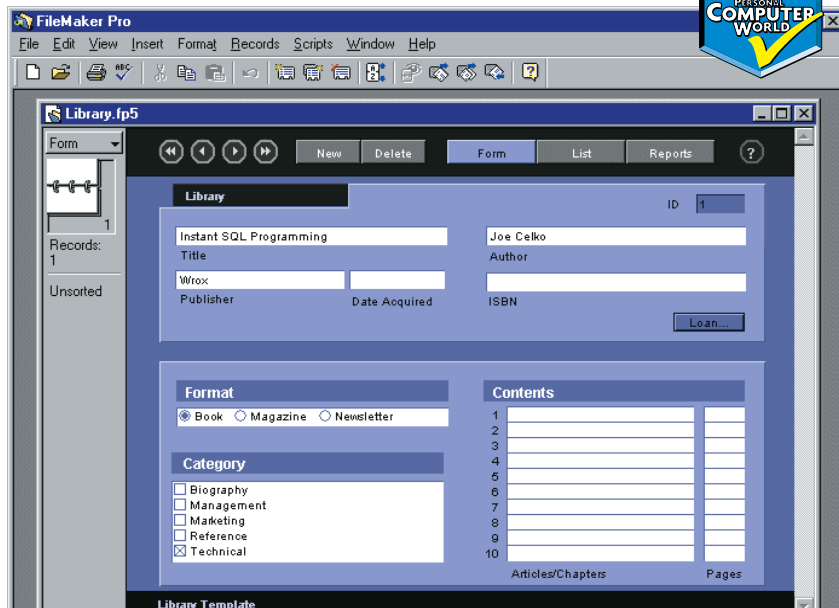 PERSONAL
COMPUTER
WORLD
FileMaker Pro
File Edit View Insert Format Records Scripts Window Help
ABC
Library.fp5
Form
New Delete Form List Reports ?
1
Records:
1
Unsorted
Library
ID 1
Instant SQL Programming Joe Celko
Title Author
Wrox
Publisher Date Acquired ISBN
Loan...
Format Contents
Book Magazine Newsletter
Category
Biography
Management
Marketing
Reference
Technical
1
2
3
4
5
6
7
8
9
10
Articles/Chapters Pages
Library Template